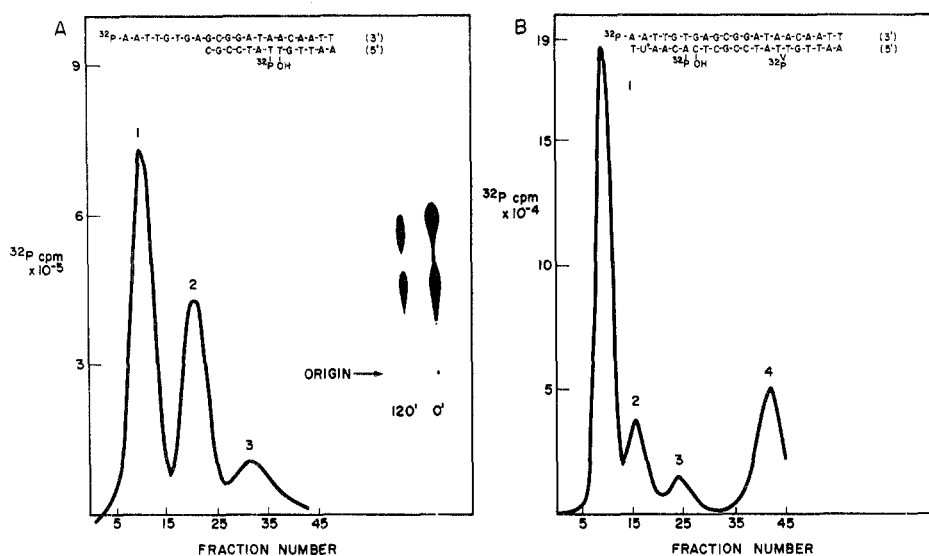 A
³²P-A-A-T-T-G-T-G-A-G-C-G-G-A-T-A-A-C-A-A-T-T (3')
C-G-C-C-T-A-T T-G-T-T-A-A (5')
³²P OH
9
6
3
³²P cpm
x10⁻⁵
1
2
3
ORIGIN
120' 0'
5 15 25 35 45
FRACTION NUMBER
B
³²P-A-A-T-T-G-T-G-A-G-C-G-G-A-T-A-A-C-A-A-T-T (3')
T-U-A-A-C-A C-T-C-G-C-C-T-A-T-T-G-T-T-A-A (5')
³²P OH ³²P
19
15
10
5
³²P cpm
x10⁻⁴
1
2
3
4
5 15 25 35 45
FRACTION NUMBER